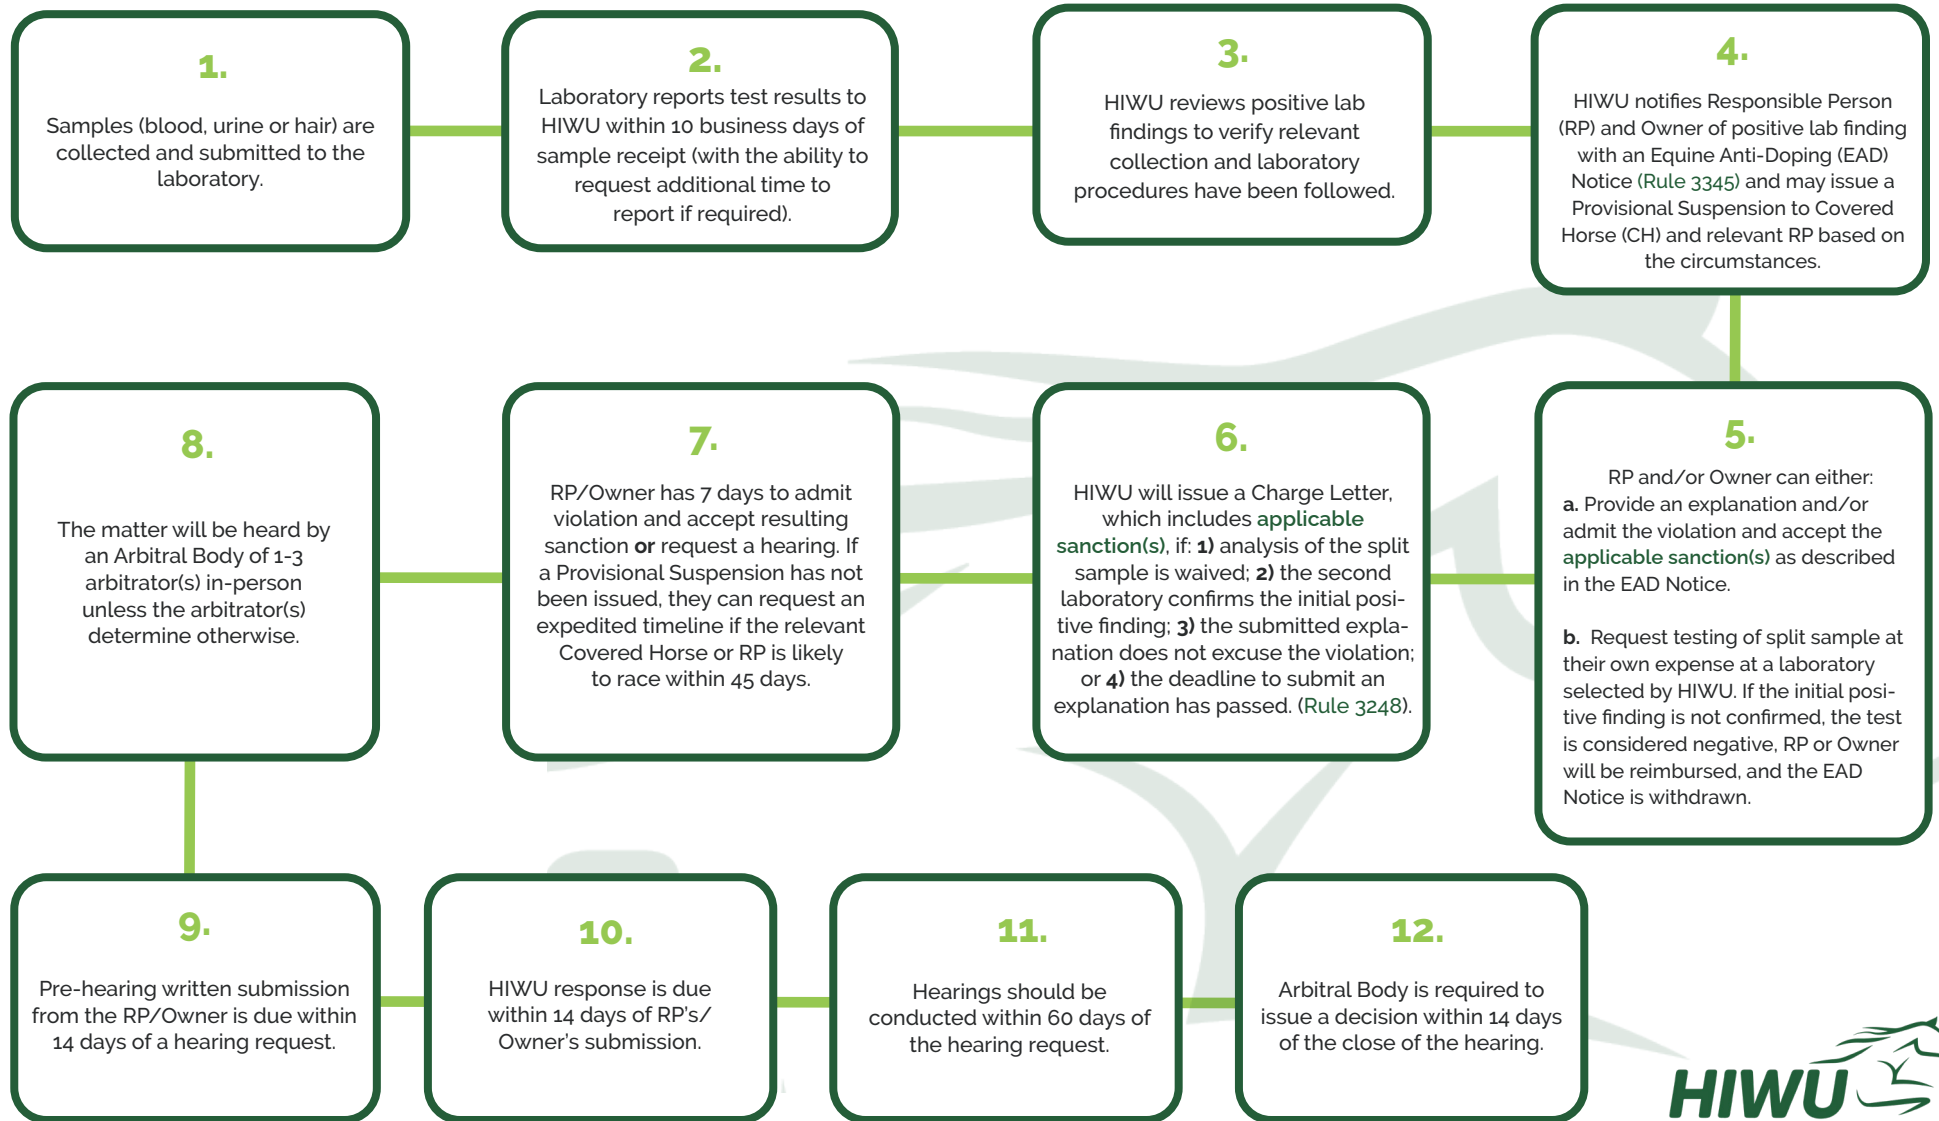 1.
Samples (blood, urine or hair) are
collected and submitted to the
laboratory.
2.
Laboratory reports test results to
HIWU within 10 business days of
sample receipt (with the ability to
request additional time to
report if required).
3.
HIWU reviews positive lab
findings to verify relevant
collection and laboratory
procedures have been followed.
4.
HIWU notifies Responsible Person
(RP) and Owner of positive lab finding
with an Equine Anti-Doping (EAD)
Notice (Rule 3345) and may issue a
Provisional Suspension to Covered
Horse (CH) and relevant RP based on
the circumstances.
5.
RP and/or Owner can either:
a. Provide an explanation and/or
admit the violation and accept the
applicable sanction(s) as described
in the EAD Notice.
b. Request testing of split sample at
their own expense at a laboratory
selected by HIWU. If the initial posi-
tive finding is not confirmed, the test
is considered negative, RP or Owner
will be reimbursed, and the EAD
Notice is withdrawn.
6.
HIWU will issue a Charge Letter,
which includes applicable
sanction(s), if: 1) analysis of the split
sample is waived; 2) the second
laboratory confirms the initial posi-
tive finding; 3) the submitted expla-
nation does not excuse the violation;
or 4) the deadline to submit an
explanation has passed. (Rule 3248).
7.
RP/Owner has 7 days to admit
violation and accept resulting
sanction or request a hearing. If
a Provisional Suspension has not
been issued, they can request an
expedited timeline if the relevant
Covered Horse or RP is likely
to race within 45 days.
8.
The matter will be heard by
an Arbitral Body of 1-3
arbitrator(s) in-person
unless the arbitrator(s)
determine otherwise.
9.
Pre-hearing written submission
from the RP/Owner is due within
14 days of a hearing request.
10.
HIWU response is due
within 14 days of RP's/
Owner's submission.
11.
Hearings should be
conducted within 60 days of
the hearing request.
12.
Arbitral Body is required to
issue a decision within 14 days
of the close of the hearing.
HIWU